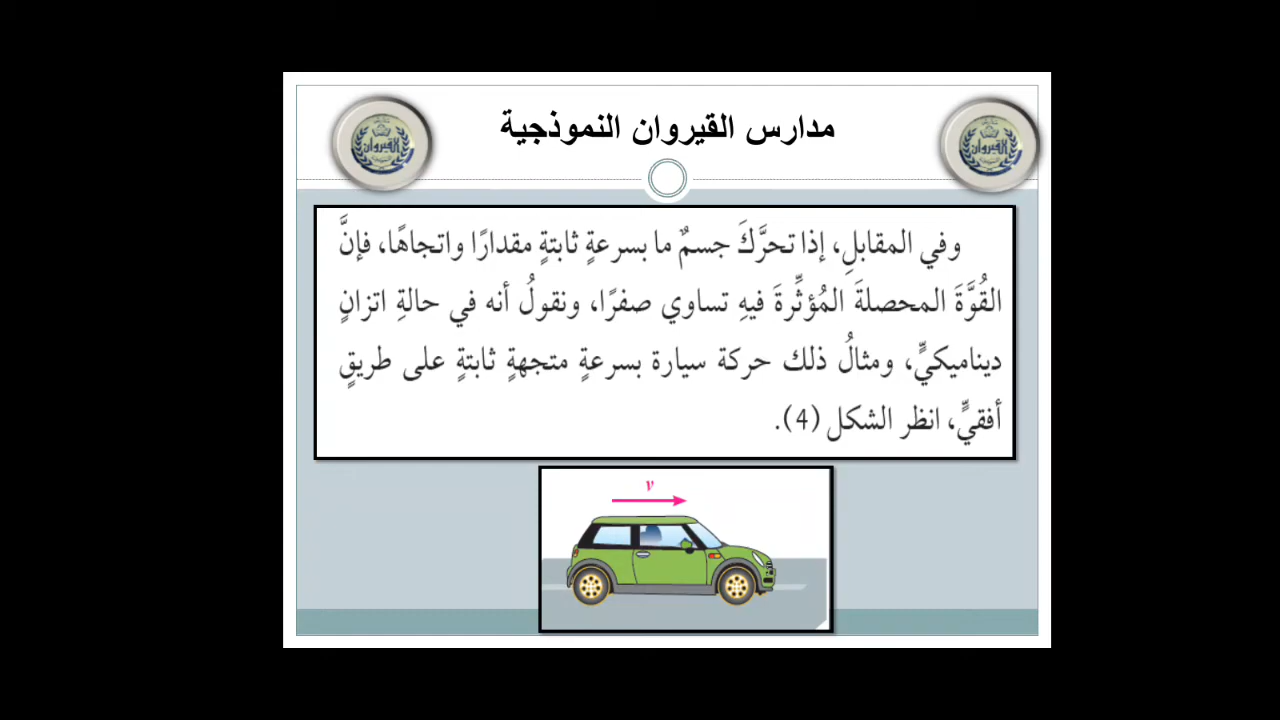 مدارس القيروان النموذجية
القيروان
القيروان
وفي المقابلِ، إذا تحرَّكَ جسمٌ ما بسرعةٍ ثابتةٍ مقدارًا واتجاهًا، فإنَّ
القُوَّةَ المحصلةَ المُؤثِّرةَ فيهِ تساوي صفرًا، ونقولُ أنه في حالةِ اتزانٍ
ديناميكيٍّ، ومثالُ ذلك حركة سيارة بسرعةٍ متجهةٍ ثابتةٍ على طريقٍ
أفقيٍّ، انظر الشكل (4).
v